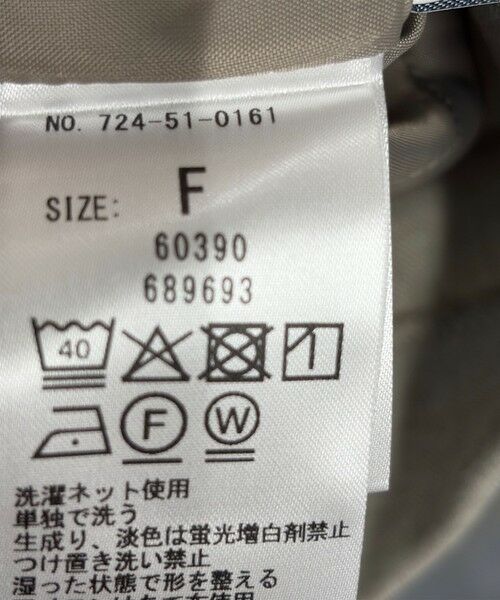 NO. 724-51-0161
SIZE: F
60390
689693
40
F W
洗濯ネット使用
単独で洗う
生成り、淡色は蛍光増白剤禁止
つけ置き洗い禁止
湿った状態で形を整える